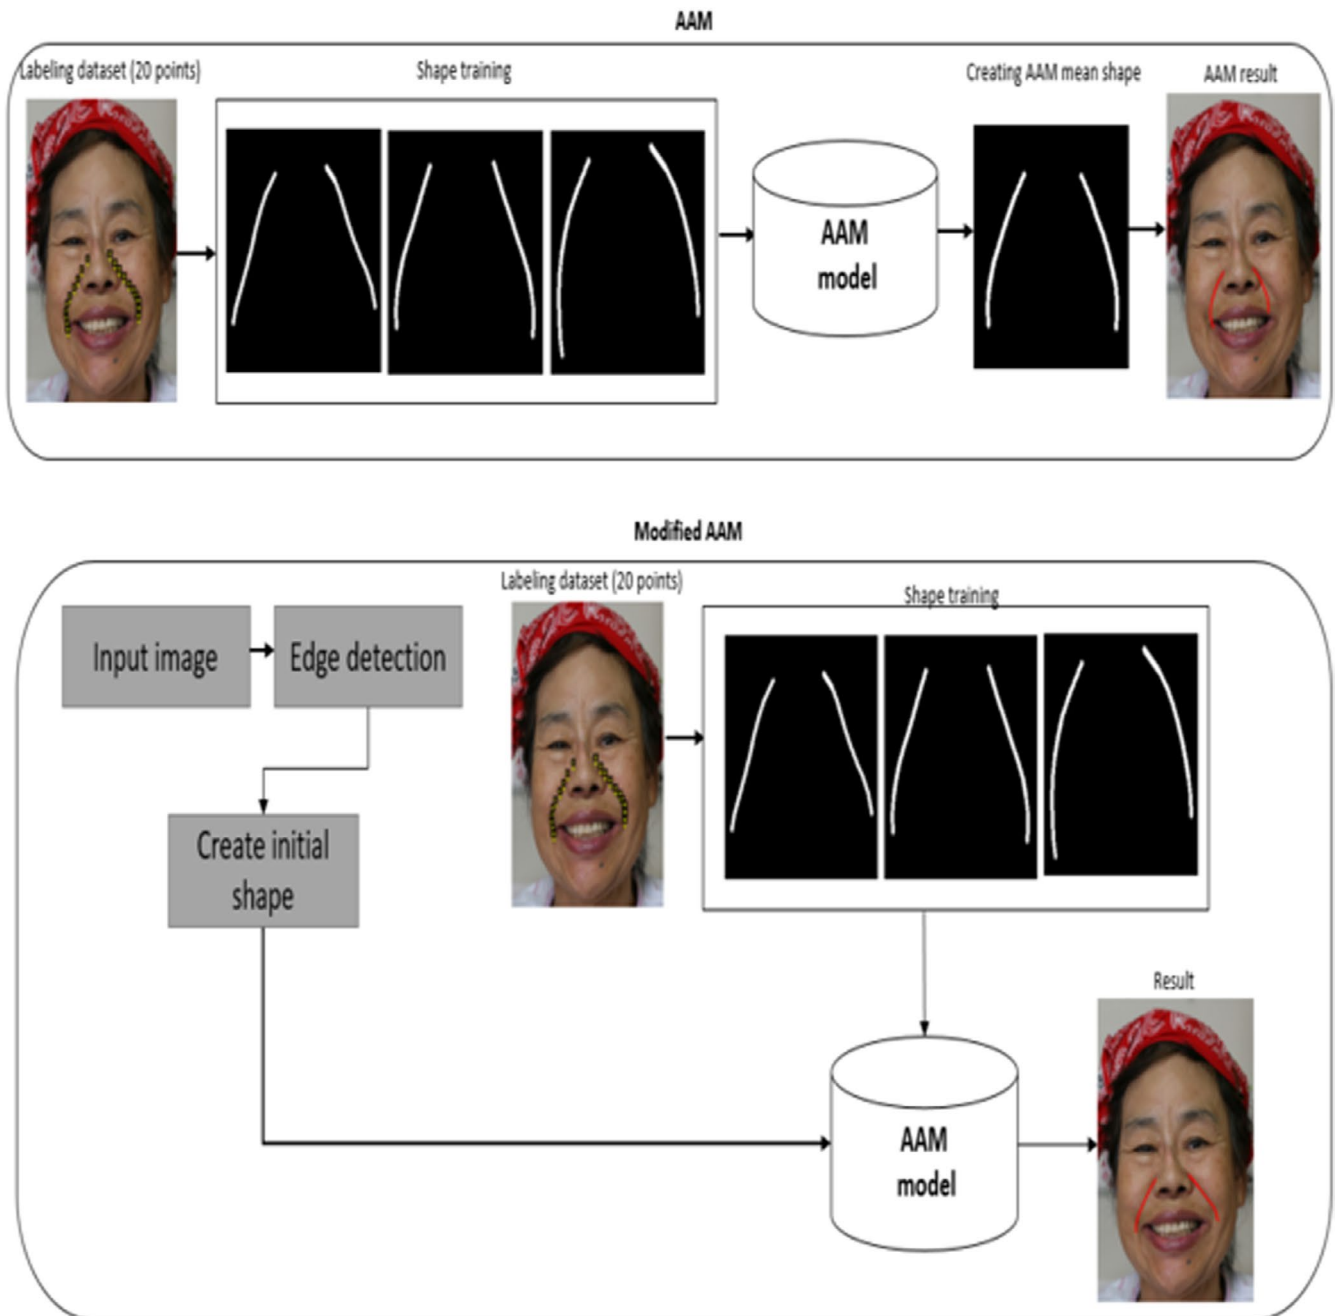 AAM
Labeling dataset (20 points)
Shape training
Creating AAM mean shape
AAM result
AAM
model
Modified AAM
Labeling dataset (20 points)
Shape training
Input image
Edge detection
Create initial
shape
Result
AAM
model